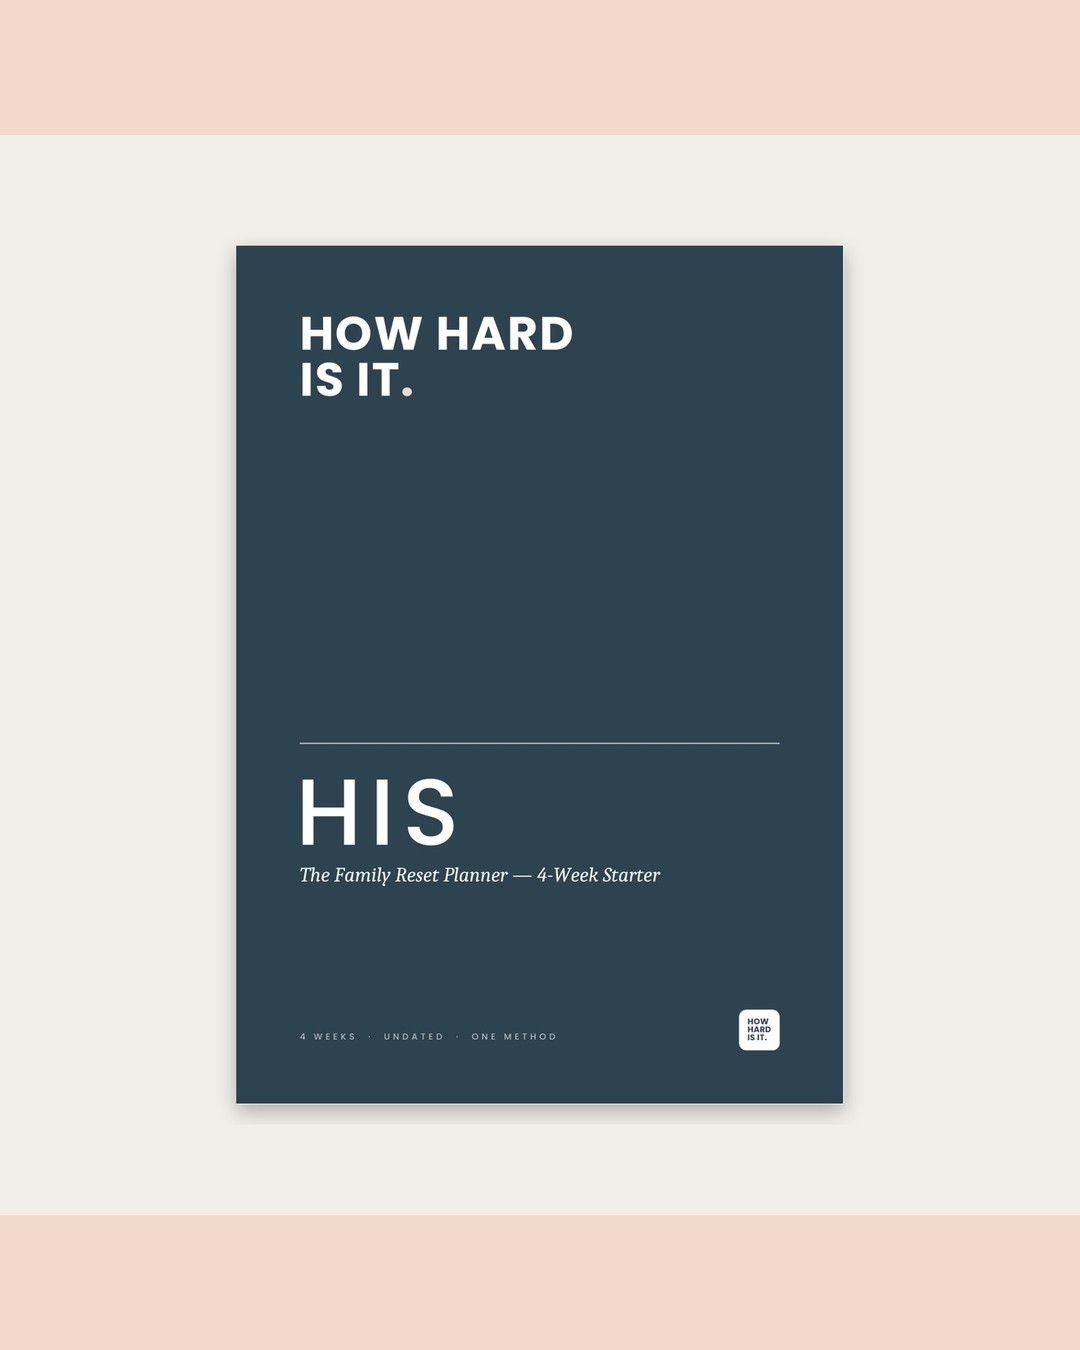 HOW HARD
IS IT.
HIS
The Family Reset Planner — 4-Week Starter
4 WEEKS · UNDATED · ONE METHOD
HOW
HARD
IS IT.